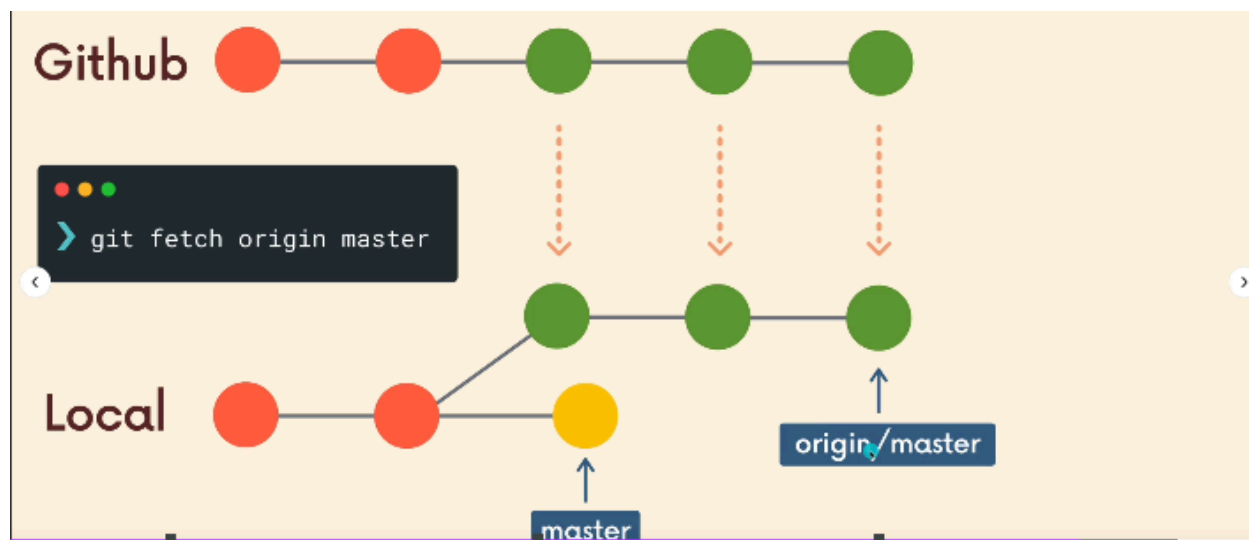 Github
❯ git fetch origin master
Local
origin/master
master